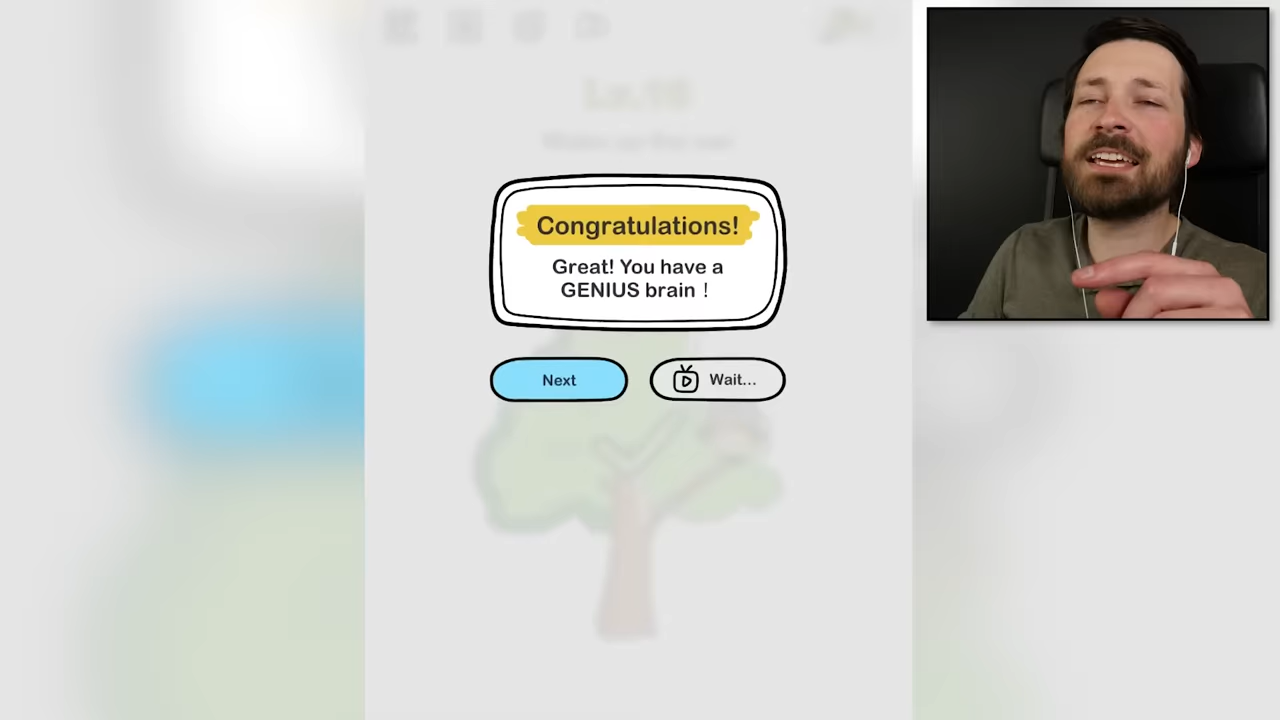 Congratulations!
Great! You have a
GENIUS brain !
Next
Wait...